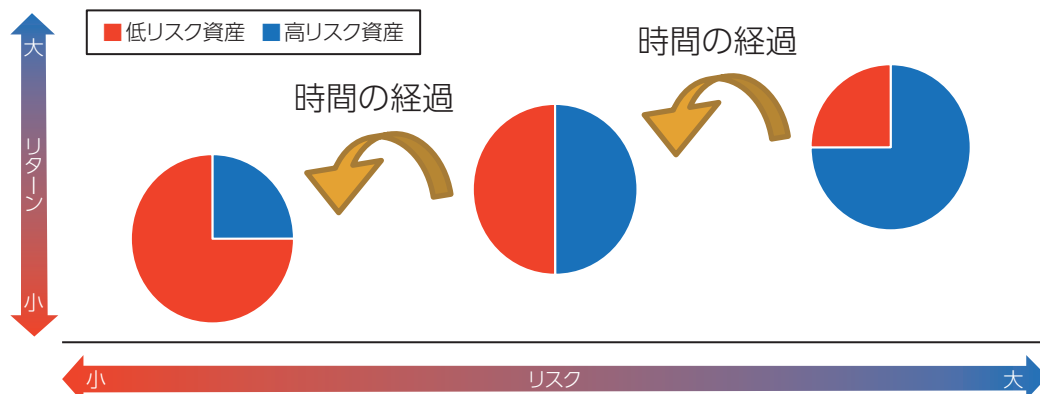 大
低リスク資産 高リスク資産
時間の経過
時間の経過
リターン
小
小 リスク 大